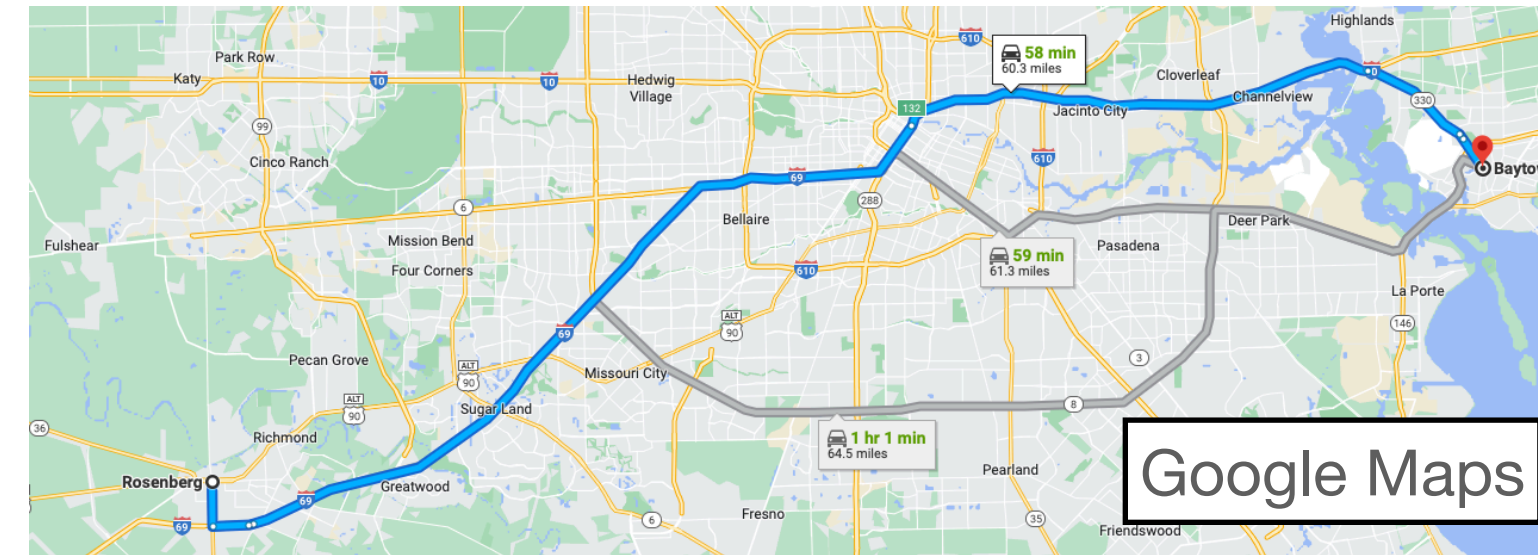 Highlands
610
Park Row
58 min
60.3 miles
Katy
10
10
Hedwig
Village
Cloverleaf
Channelview
330
132
Jacinto City
99
Cinco Ranch
610
69
Bellaire
288
6
Fulshear
Mission Bend
Four Corners
610
59 min
61.3 miles
Pasadena
Deer Park
La Porte
146
ALT
90
69
Pecan Grove
ALT
90
Missouri City
3
ALT
90
Sugar Land
8
36
Richmond
1 hr 1 min
64.5 miles
Rosenberg
Greatwood
69
69
Pearland
Fresno
6
35
Friendswood
Google Maps